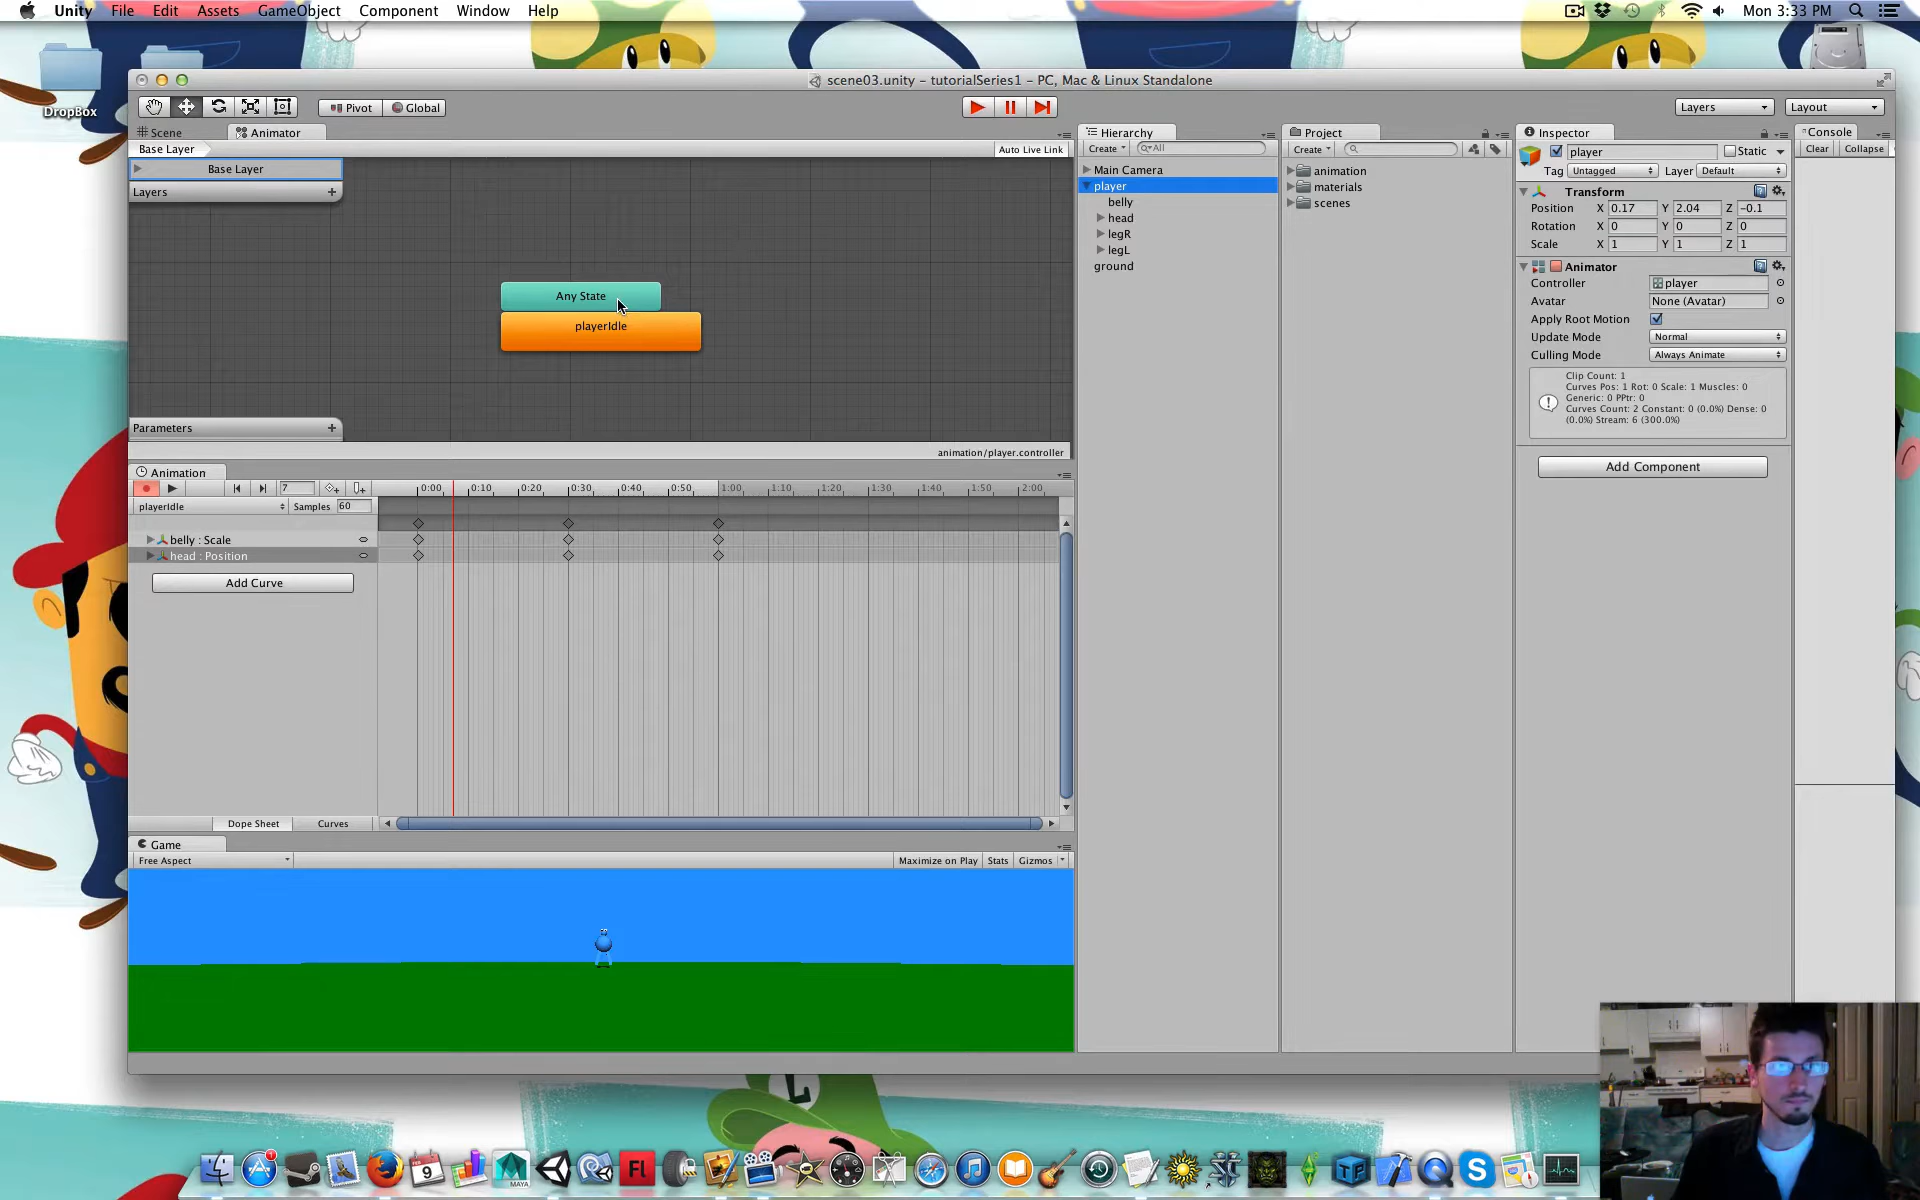 Unity File Edit Assets GameObject Component Window Help
Mon 3:33 PM
DropBox
scene03.unity – tutorialSeries1 – PC, Mac & Linux Standalone
Pivot Global
Layers Layout
Scene Animator
Base Layer
Auto Live Link
Base Layer
Layers +
Any State
playerIdle
Parameters +
animation/player.controller
Animation
7
0:00 0:10 0:20 0:30 0:40 0:50 1:00 1:10 1:20 1:30 1:40 1:50 2:00
playerIdle Samples 60
belly : Scale
head : Position
Add Curve
Dope Sheet Curves
Game
Free Aspect
Maximize on Play Stats Gizmos
Hierarchy
Create All
Main Camera
player
belly
head
legR
legL
ground
Project
Create
animation
materials
scenes
Inspector
player Static
Tag Untagged Layer Default
Transform
Position X 0.17 Y 2.04 Z -0.1
Rotation X 0 Y 0 Z 0
Scale X 1 Y 1 Z 1
Animator
Controller player
Avatar None (Avatar)
Apply Root Motion
Update Mode Normal
Culling Mode Always Animate
Clip Count: 1
Curves Pos: 1 Rot: 0 Scale: 1 Muscles: 0
Generic: 0 PPtr: 0
Curves Count: 2 Constant: 0 (0.0%) Dense: 0
(0.0%) Stream: 6 (300.0%)
Add Component
Console
Clear Collapse
L
9
MAYA
Fl
TP
S